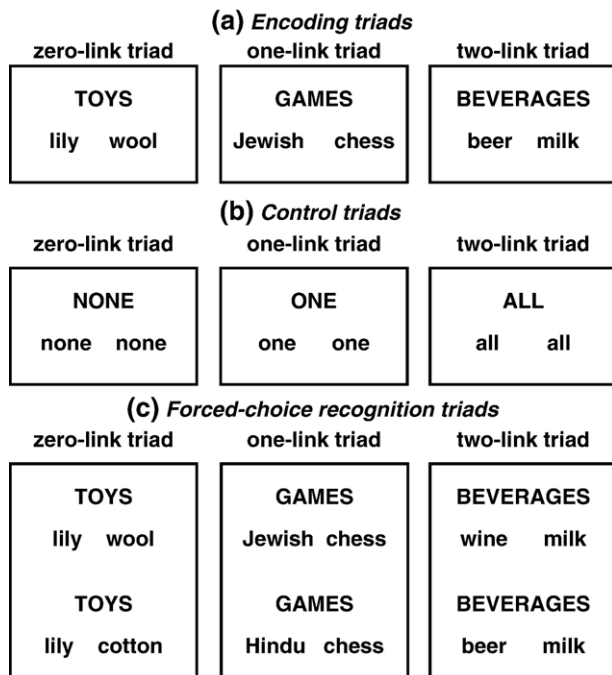 (a) Encoding triads
zero-link triad one-link triad two-link triad
TOYS GAMES BEVERAGES
lily wool Jewish chess beer milk
(b) Control triads
zero-link triad one-link triad two-link triad
NONE ONE ALL
none none one one all all
(c) Forced-choice recognition triads
zero-link triad one-link triad two-link triad
TOYS GAMES BEVERAGES
lily wool Jewish chess wine milk
TOYS GAMES BEVERAGES
lily cotton Hindu chess beer milk